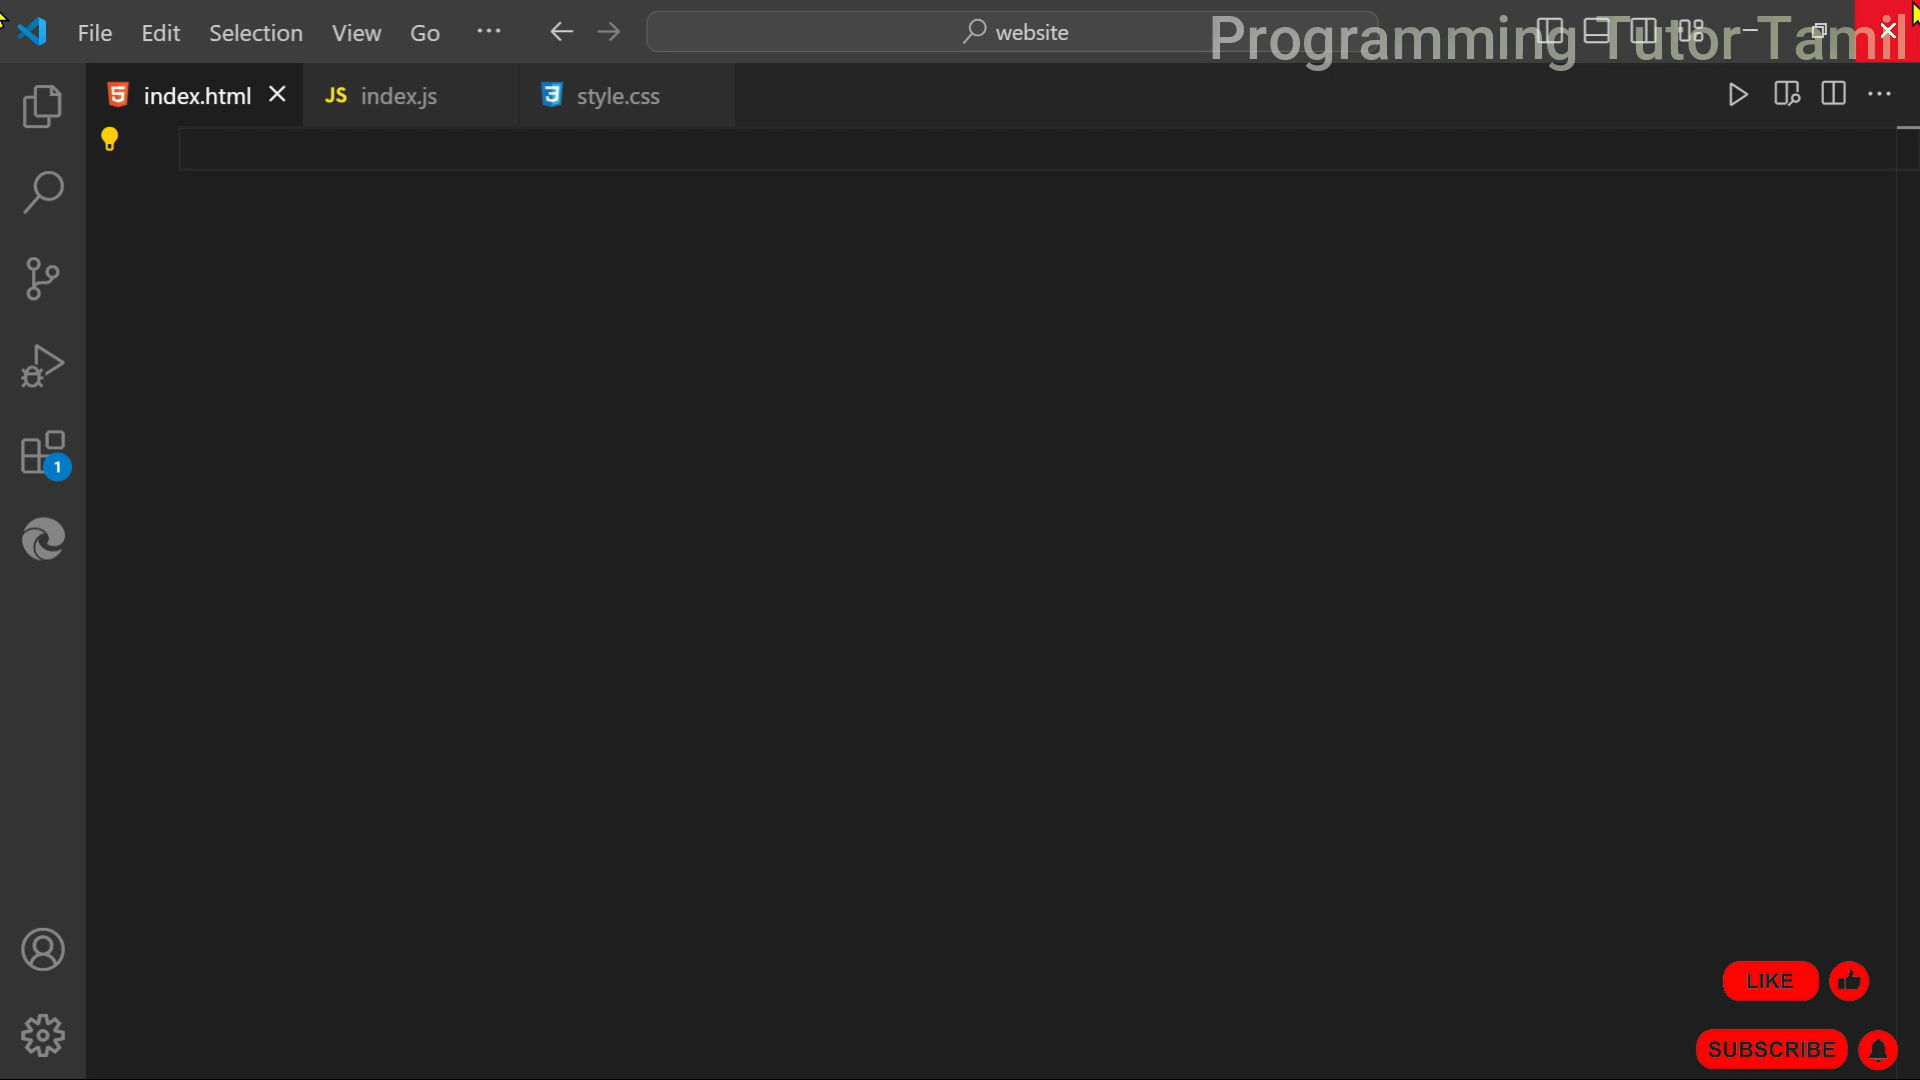 File Edit Selection View Go ··· website
Programming Tutor Tamil
index.html JS index.js style.css
1
LIKE
SUBSCRIBE